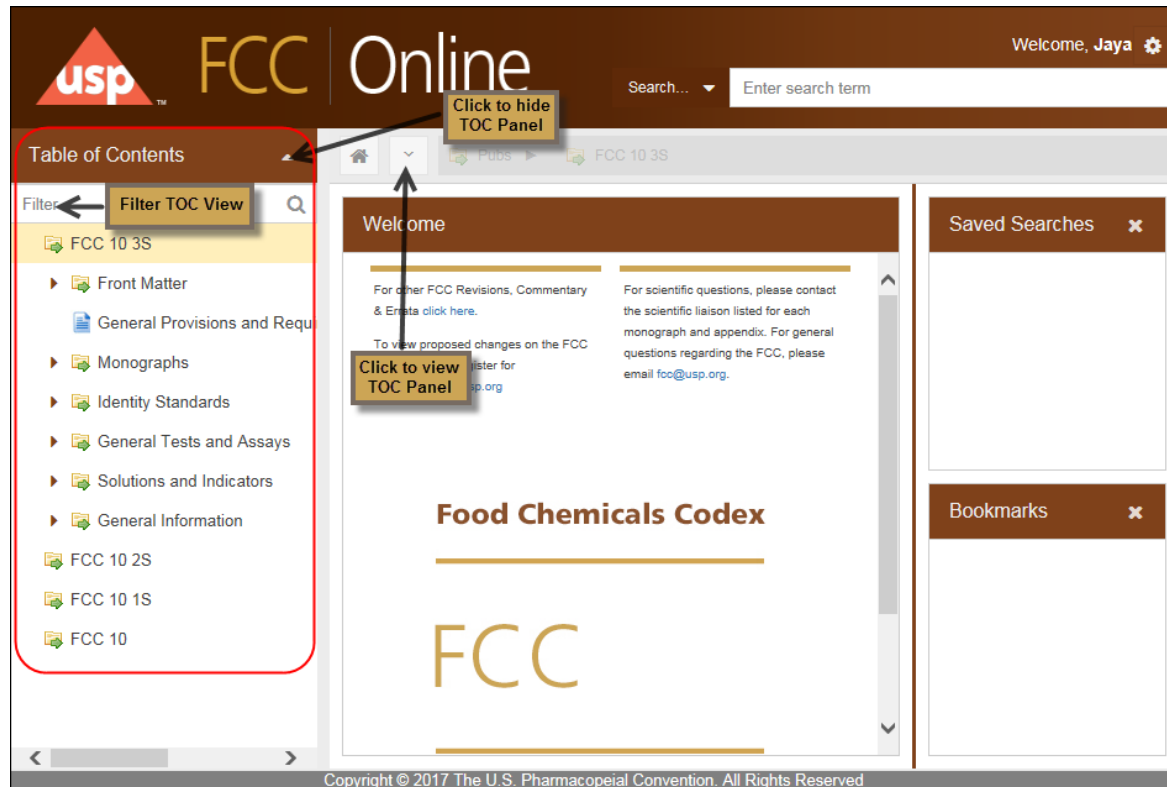 usp
TM
FCC
Online
Welcome, Jaya
Search...
Enter search term
Click to hide
TOC Panel
Table of Contents
Pubs
FCC 10 3S
Filter
Filter TOC View
FCC 10 3S
Front Matter
General Provisions and Requi
Monographs
Identity Standards
General Tests and Assays
Solutions and Indicators
General Information
FCC 10 2S
FCC 10 1S
FCC 10
Welcome
For other FCC Revisions, Commentary
& Errata click here.
To view proposed changes on the FCC
ister for
sp.org
Click to view
TOC Panel
For scientific questions, please contact
the scientific liaison listed for each
monograph and appendix. For general
questions regarding the FCC, please
email fcc@usp.org.
Food Chemicals Codex
FCC
Saved Searches
Bookmarks
Copyright © 2017 The U.S. Pharmacopeial Convention. All Rights Reserved